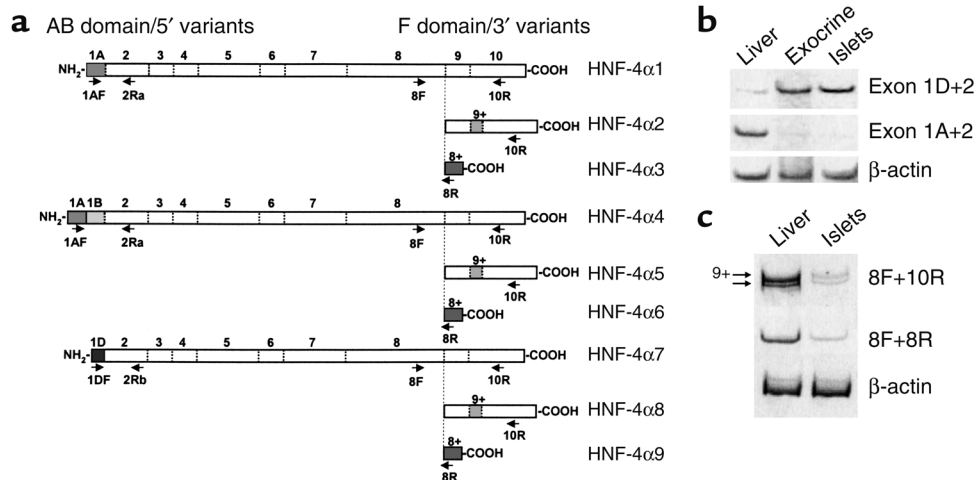 a
AB domain/5′ variants
F domain/3′ variants
1A 2 3 4 5 6 7 8 9 10
NH2- -COOH HNF-4α1
1AF 2Ra 8F 10R
9+
-COOH HNF-4α2
10R
8+
-COOH HNF-4α3
8R
1A 1B 2 3 4 5 6 7 8
NH2- -COOH HNF-4α4
1AF 2Ra 8F 10R
9+
-COOH HNF-4α5
10R
8+
-COOH HNF-4α6
8R
1D 2 3 4 5 6 7 8
NH2- -COOH HNF-4α7
1DF 2Rb 8F 10R
9+
-COOH HNF-4α8
10R
8+
-COOH HNF-4α9
8R
b
Liver Exocrine Islets
Exon 1D+2
Exon 1A+2
β-actin
c
Liver Islets
9+ 8F+10R
8F+8R
β-actin